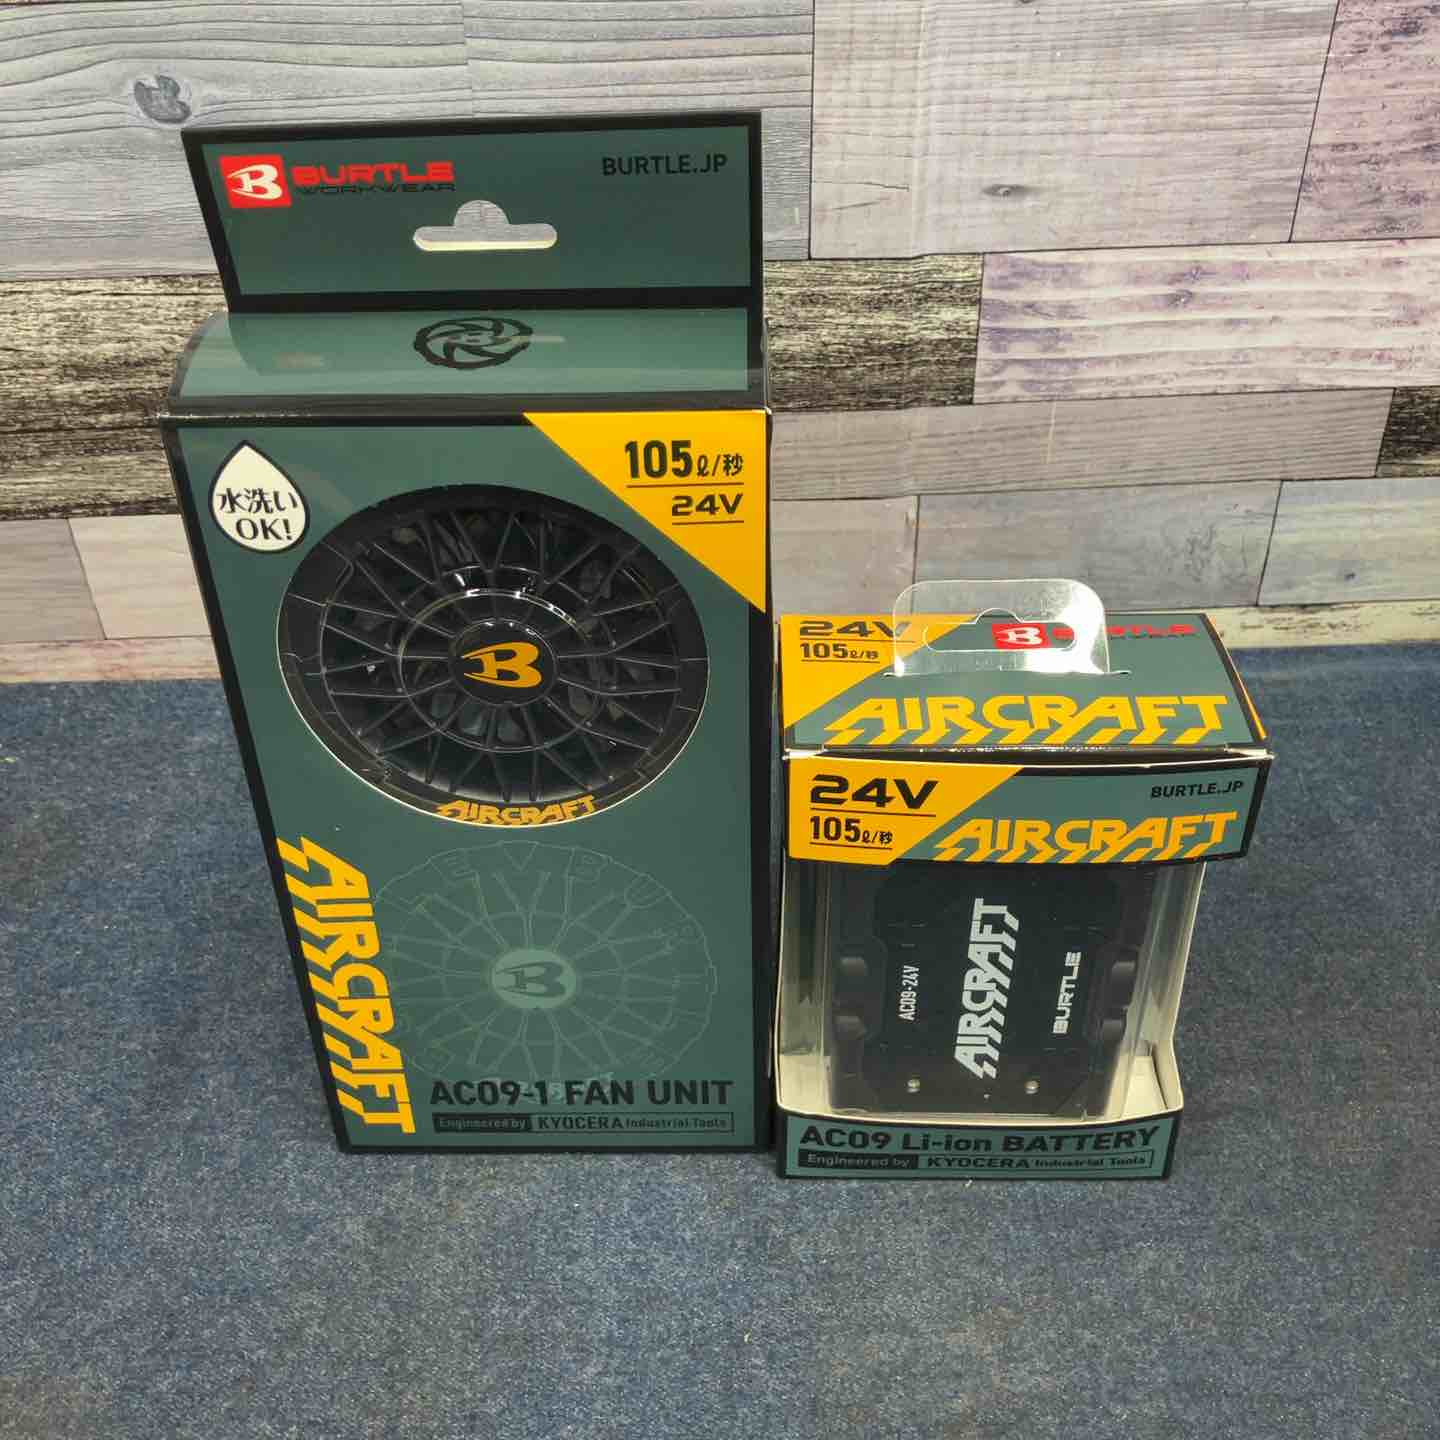 B BURTLE
WORKWEAR
BURTLE.JP
水洗い
OK!
105ℓ/秒
24V
B
AIRCRAFT
AIRCRAFT
B
AC09-1 FAN UNIT
Engineered by KYOCERA Industrial Tools
24V
105ℓ/秒
B BURTLE
AIRCRAFT
24V
105ℓ/秒
BURTLE.JP
AIRCRAFT
AC09-24V
AIRCRAFT
BURTLE
AC09 Li-ion BATTERY
Engineered by KYOCERA Industrial Tools